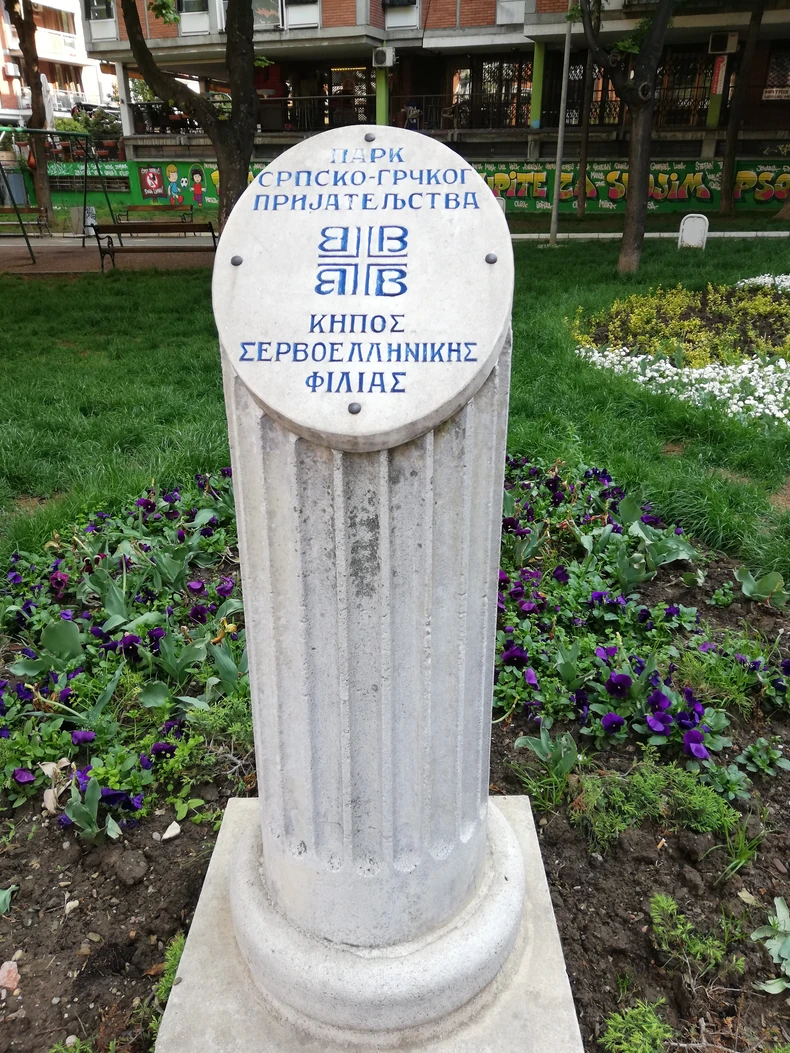 ПАРК
СРПСКО-ГРЧКОГ
ПРИЈАТЕЉСТВА
ΚΗΠΟΣ
ΣΕΡΒΟΕΛΛΗΝΙΚΗΣ
ΦΙΛΙΑΣ